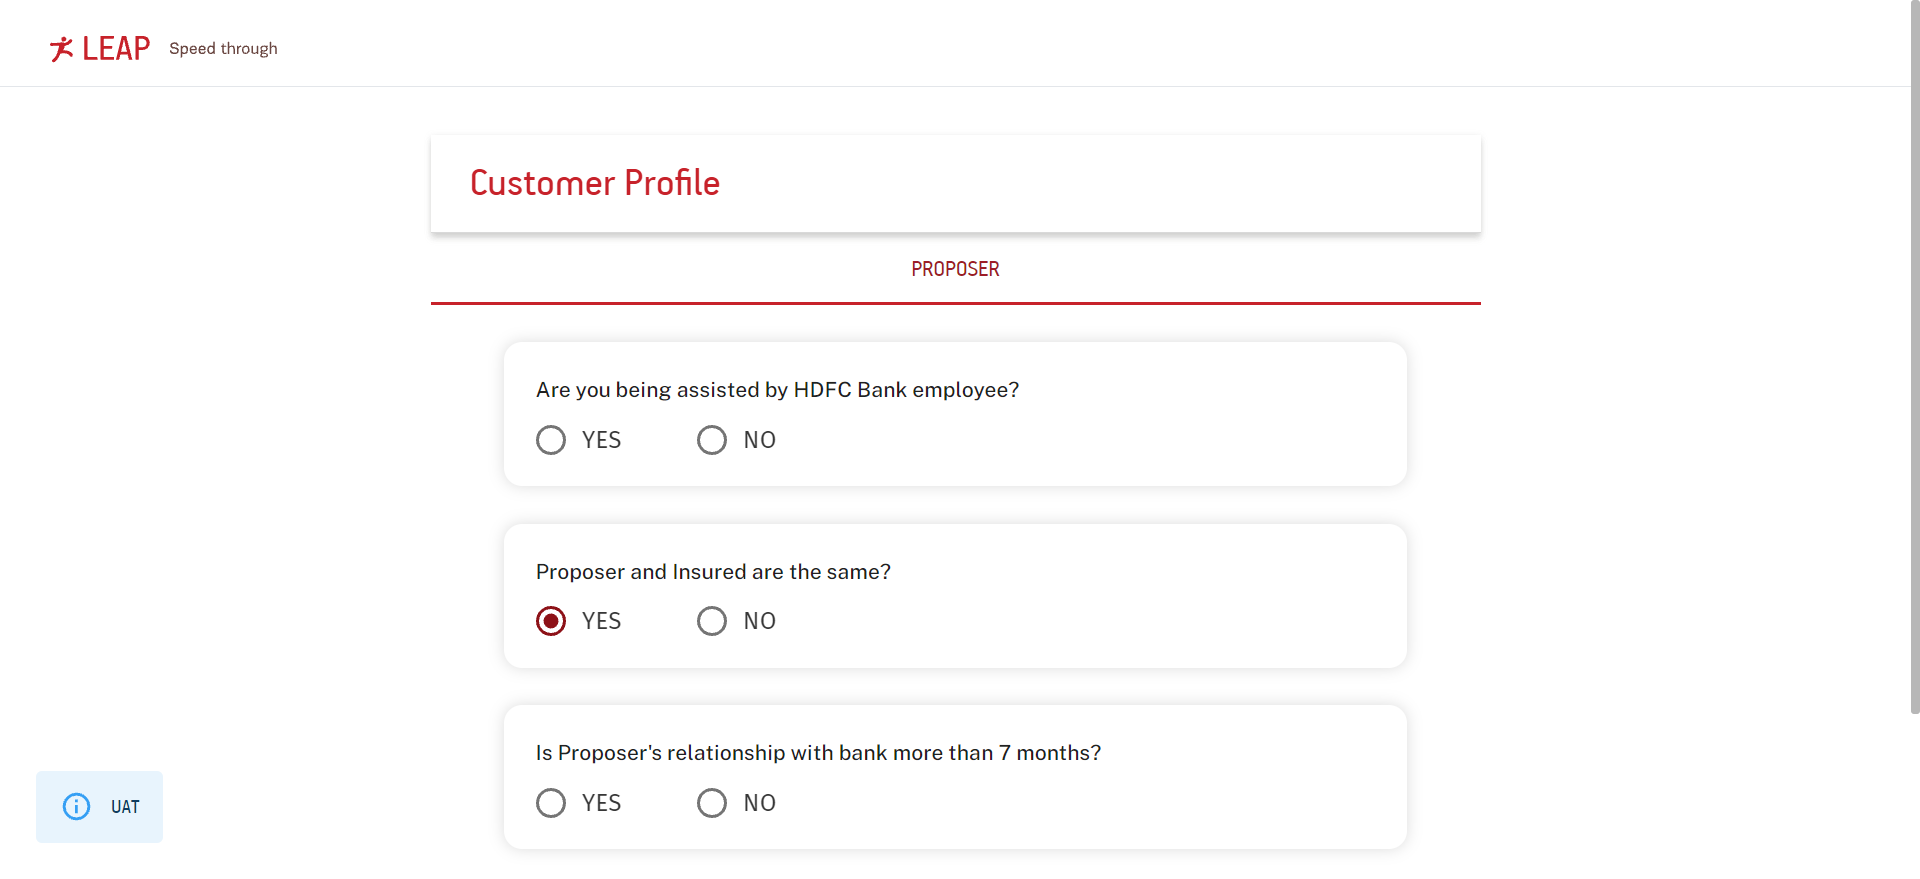 LEAP Speed through
Customer Profile
PROPOSER
Are you being assisted by HDFC Bank employee?
YES NO
Proposer and Insured are the same?
YES NO
Is Proposer's relationship with bank more than 7 months?
YES NO
UAT